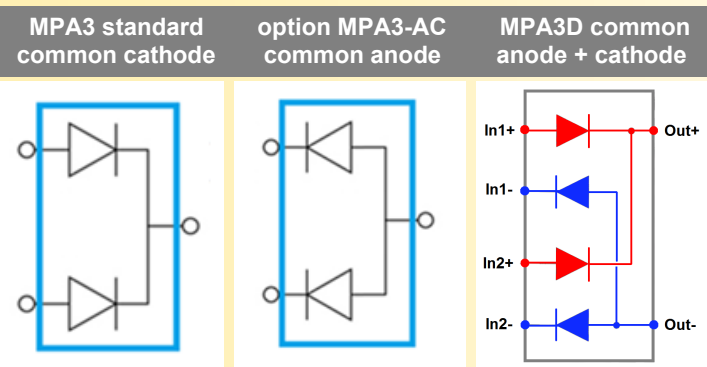 MPA3 standard
common cathode
option MPA3-AC
common anode
MPA3D common
anode + cathode
In1+
Out+
In1-
In2+
In2-
Out-